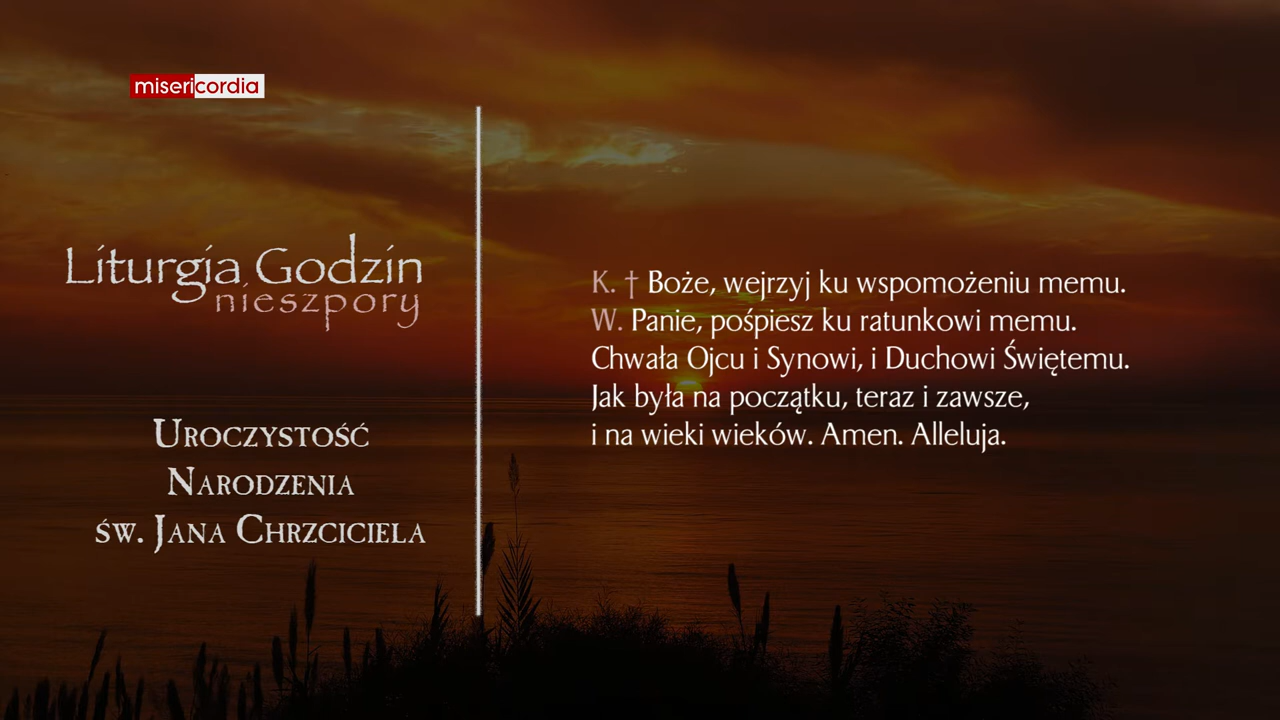 misericordia
Liturgia Godzin
nieszpory
Uroczystość
Narodzenia
św. Jana Chrzciciela
K. † Boże, wejrzyj ku wspomożeniu memu.
W. Panie, pośpiesz ku ratunkowi memu.
Chwała Ojcu i Synowi, i Duchowi Świętemu.
Jak była na początku, teraz i zawsze,
i na wieki wieków. Amen. Alleluja.